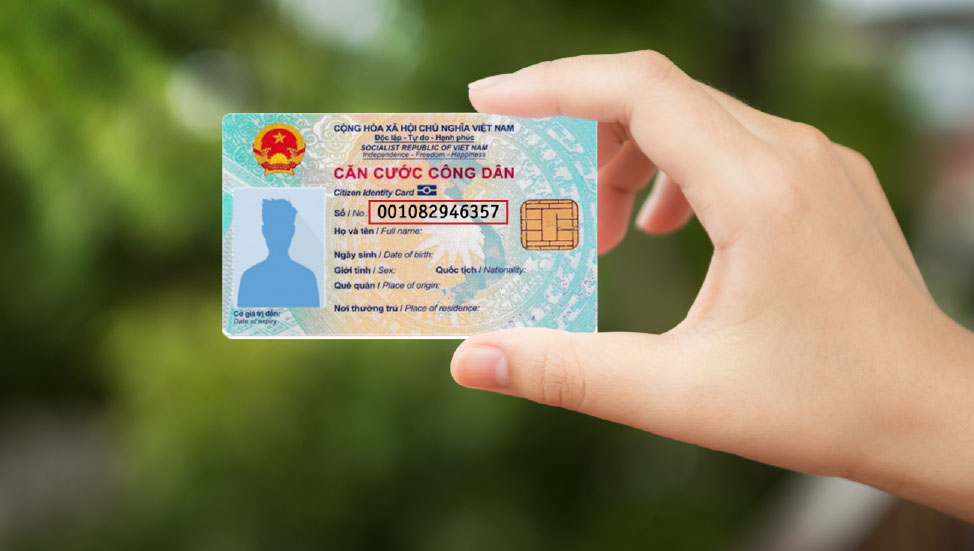 CỘNG HÒA XÃ HỘI CHỦ NGHĨA VIỆT NAM
Độc lập - Tự do - Hạnh phúc
SOCIALIST REPUBLIC OF VIET NAM
Independence - Freedom - Happiness
CĂN CƯỚC CÔNG DÂN
Citizen Identity Card
Số / No.: 001082946357
Họ và tên / Full name:
Ngày sinh / Date of birth:
Giới tính / Sex: Quốc tịch / Nationality:
Quê quán / Place of origin:
Nơi thường trú / Place of residence:
Có giá trị đến:
Date of expiry